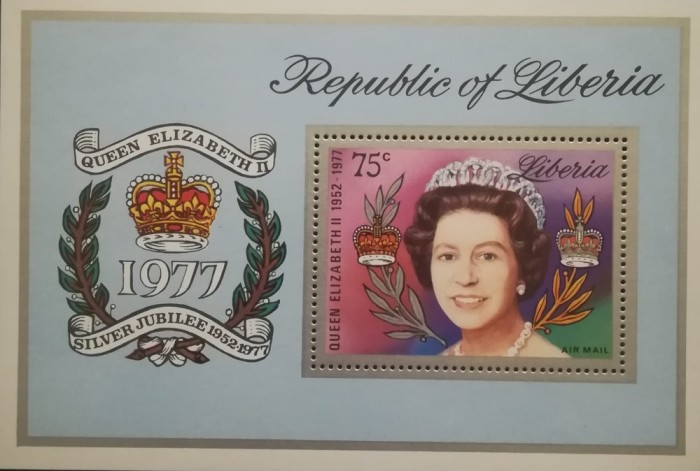 Republic of Liberia
QUEEN ELIZABETH II
1977
SILVER JUBILEE 1952-1977
75c
Liberia
QUEEN ELIZABETH II 1952-1977
AIR MAIL